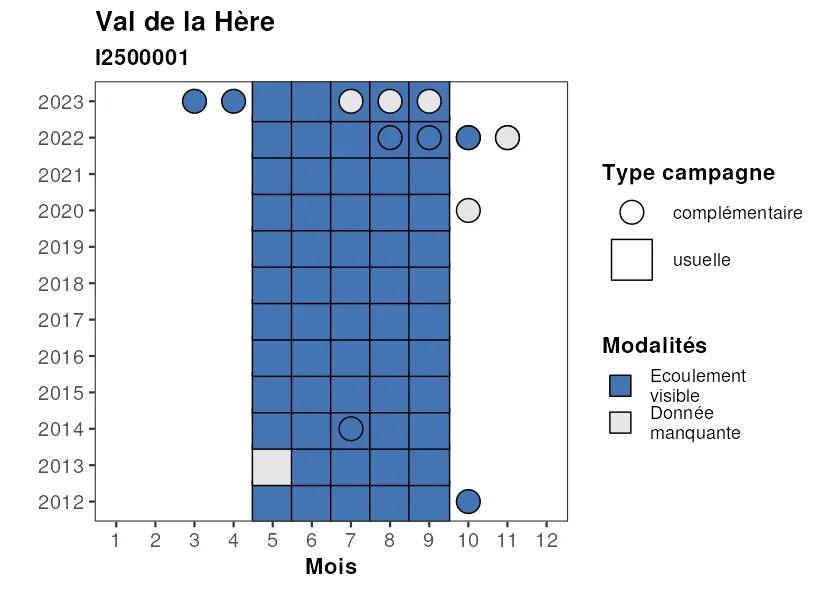 Val de la Hère
I2500001
2023
2022
2021
2020
2019
2018
2017
2016
2015
2014
2013
2012
1 2 3 4 5 6 7 8 9 10 11 12
Mois
Type campagne
complémentaire
usuelle
Modalités
Ecoulement
visible
Donnée
manquante